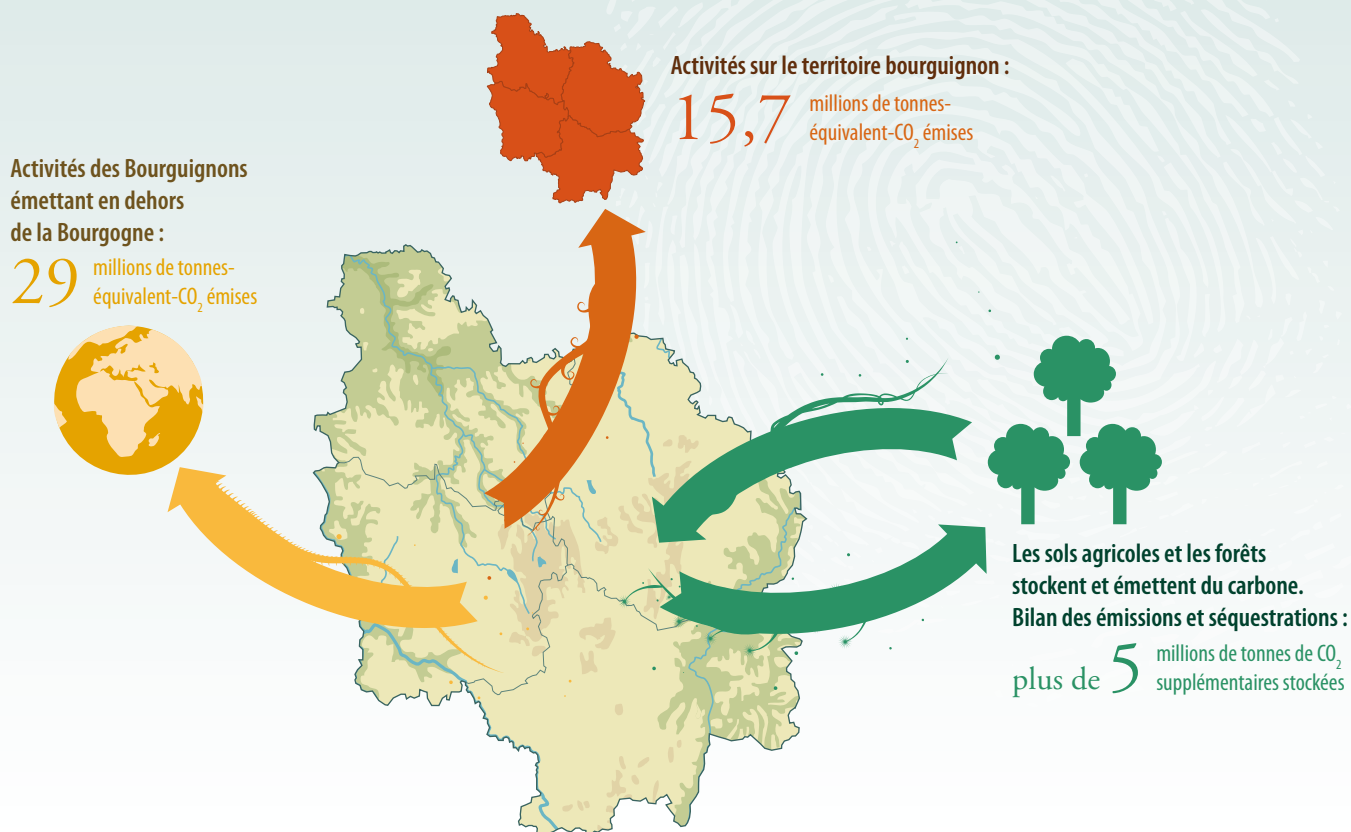 Activités sur le territoire bourguignon :
15,7 millions de tonnes-
équivalent-CO₂ émises
Activités des Bourguignons
émettant en dehors
de la Bourgogne :
29 millions de tonnes-
équivalent-CO₂ émises
Les sols agricoles et les forêts
stockent et émettent du carbone.
Bilan des émissions et séquestrations :
plus de 5 millions de tonnes de CO₂
supplémentaires stockées